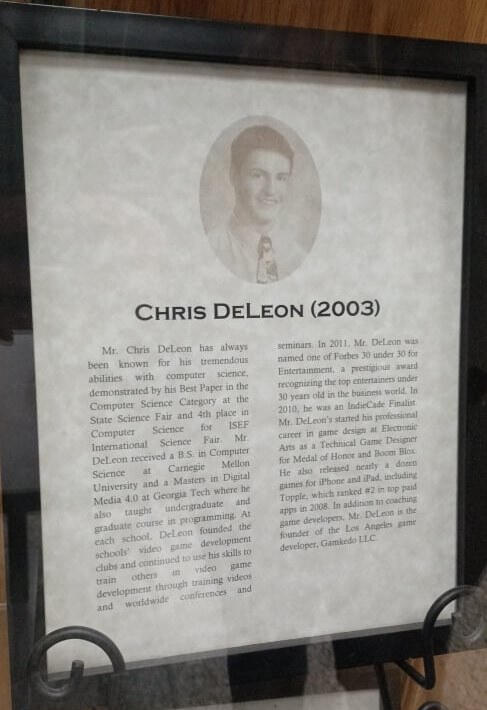 CHRIS DELEON (2003)
Mr. Chris DeLeon has always
been known for his tremendous
abilities with computer science,
demonstrated by his Best Paper in the
Computer Science Category at the
State Science Fair and 4th place in
Computer Science for ISEF
International Science Fair. Mr.
DeLeon received a B.S. in Computer
Science at Carnegie Mellon
University and a Masters in Digital
Media 4.0 at Georgia Tech where he
also taught undergraduate and
graduate course in programming. At
each school, DeLeon founded the
schools' video game development
clubs and continued to use his skills to
train others in video game
development through training videos
and worldwide conferences and
seminars. In 2011, Mr. DeLeon was
named one of Forbes 30 under 30 for
Entertainment, a prestigious award
recognizing the top entertainers under
30 years old in the business world. In
2010, he was an IndieCade Finalist.
Mr. DeLeon's started his professional
career in game design at Electronic
Arts as a Technical Game Designer
for Medal of Honor and Boom Blox.
He also released nearly a dozen
games for iPhone and iPad, including
Topple, which ranked #2 in top paid
apps in 2008. In addition to coaching
game developers, Mr. DeLeon is the
founder of the Los Angeles game
developer, Gamkedo LLC.